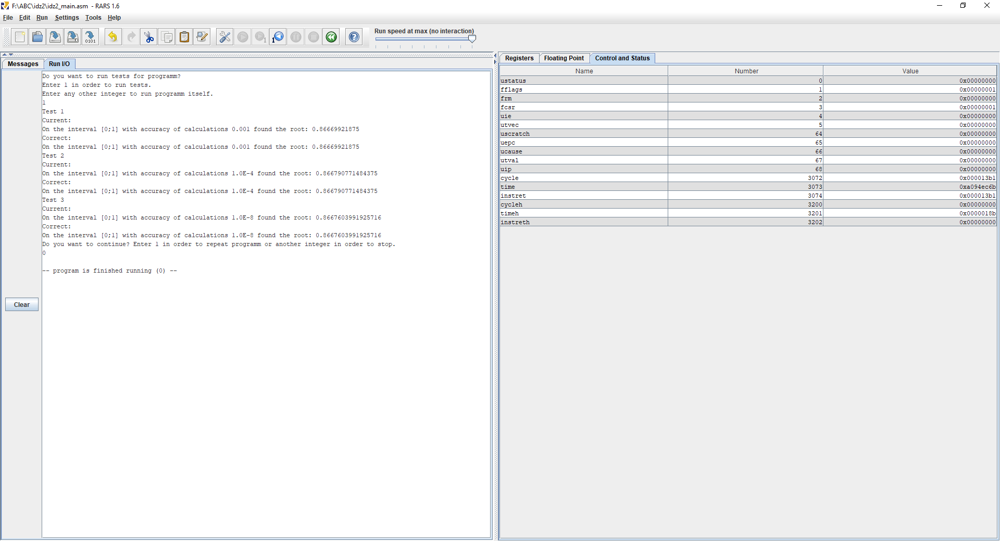 F:\ABC\idz2\idz2_main.asm - RARS 1.6
File Edit Run Settings Tools Help
Run speed at max (no interaction)
0101
1
1
Messages Run I/O
Do you want to run tests for programm?
Enter 1 in order to run tests.
Enter any other integer to run programm itself.
1
Test 1
Current:
On the interval [0;1] with accuracy of calculations 0.001 found the root: 0.86669921875
Correct:
On the interval [0;1] with accuracy of calculations 0.001 found the root: 0.86669921875
Test 2
Current:
On the interval [0;1] with accuracy of calculations 1.0E-4 found the root: 0.866790771484375
Correct:
On the interval [0;1] with accuracy of calculations 1.0E-4 found the root: 0.866790771484375
Test 3
Current:
On the interval [0;1] with accuracy of calculations 1.0E-8 found the root: 0.8667603991925716
Correct:
On the interval [0;1] with accuracy of calculations 1.0E-8 found the root: 0.8667603991925716
Do you want to continue? Enter 1 in order to repeat programm or another integer in order to stop.
0
-- program is finished running (0) --
Clear
Registers Floating Point Control and Status
Name Number Value
ustatus 0 0x00000000
fflags 1 0x00000001
frm 2 0x00000000
fcsr 3 0x00000001
uie 4 0x00000000
utvec 5 0x00000000
uscratch 64 0x00000000
uepc 65 0x00000000
ucause 66 0x00000000
utval 67 0x00000000
uip 68 0x00000000
cycle 3072 0x000013b1
time 3073 0xa094ec6b
instret 3074 0x000013b1
cycleh 3200 0x00000000
timeh 3201 0x0000018b
instreth 3202 0x00000000